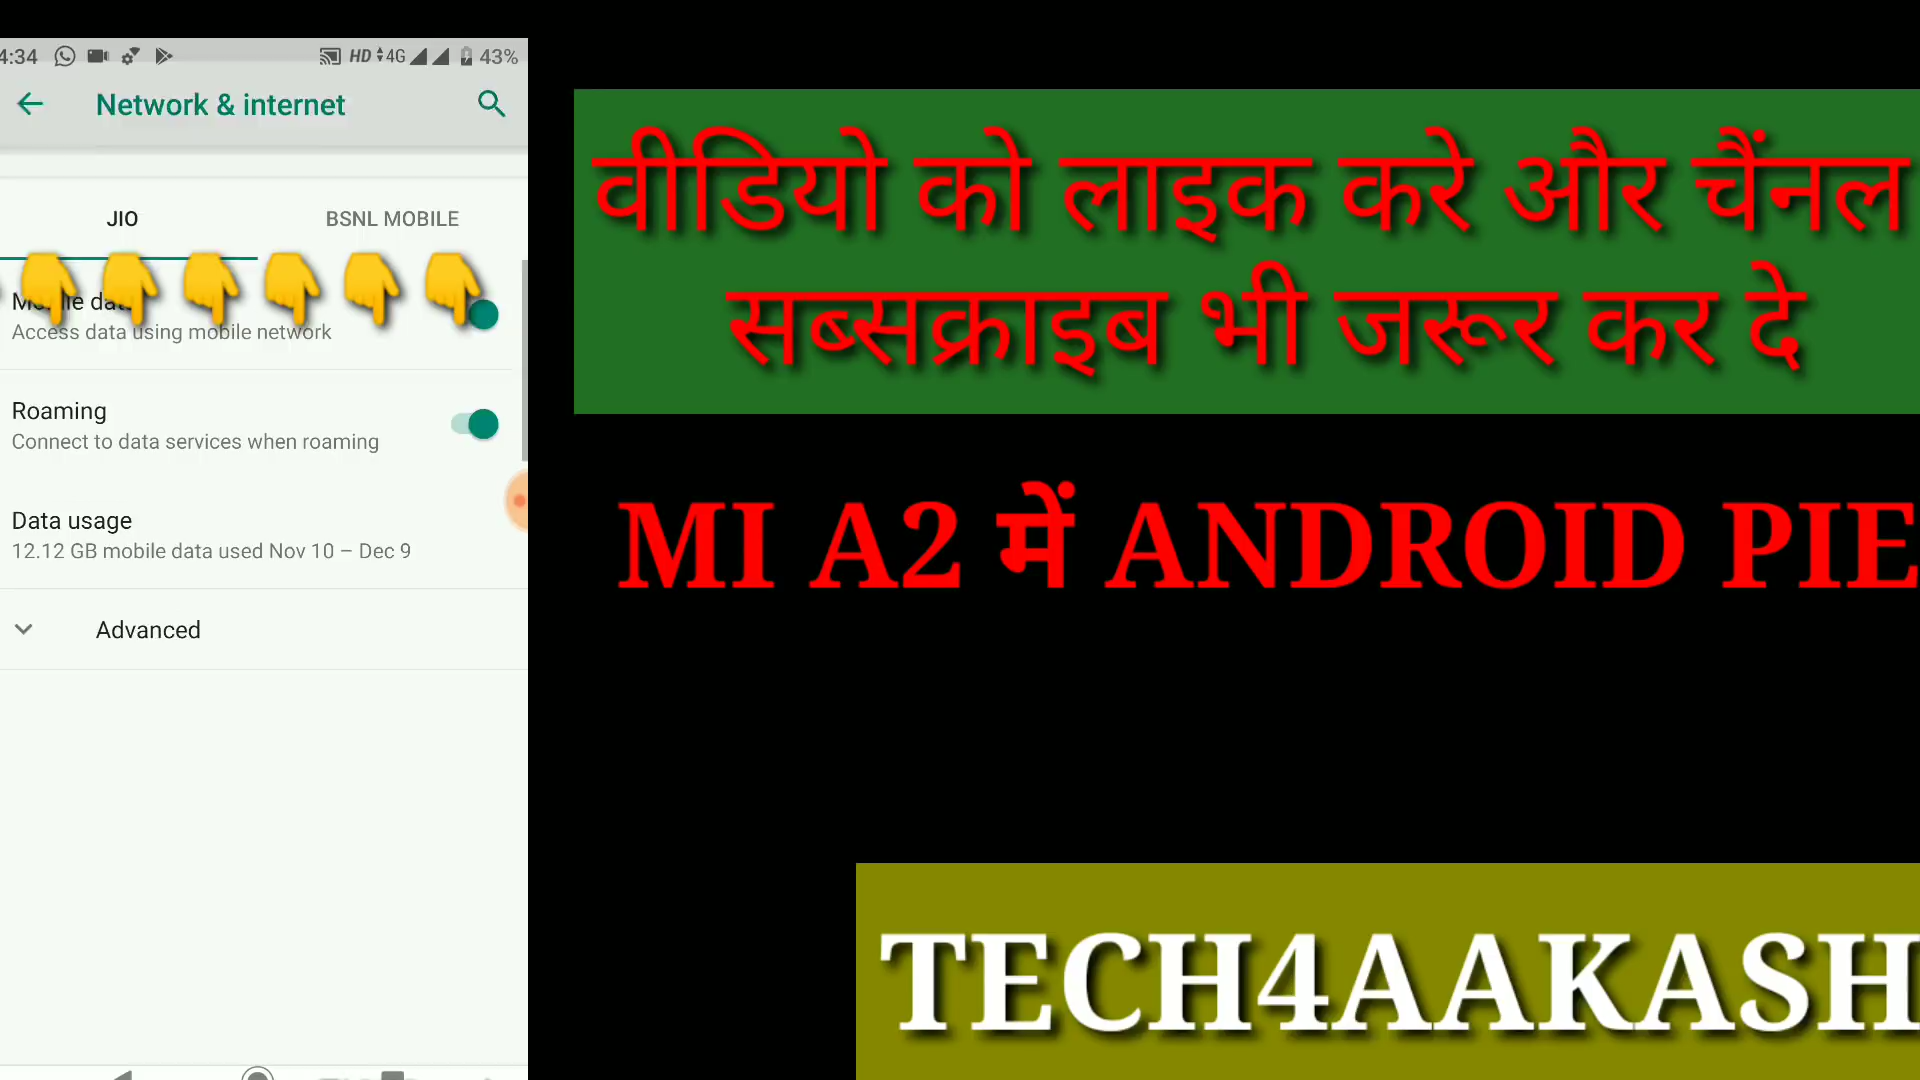 4:34 HD 4G 43%
Network & internet
JIO BSNL MOBILE
Access data using mobile network
Roaming
Connect to data services when roaming
Data usage
12.12 GB mobile data used Nov 10 – Dec 9
Advanced
वीडियो को लाइक करे और चैंनल
सब्सक्राइब भी जरूर कर दे
MI A2 में ANDROID PIE
TECH4AAKASH